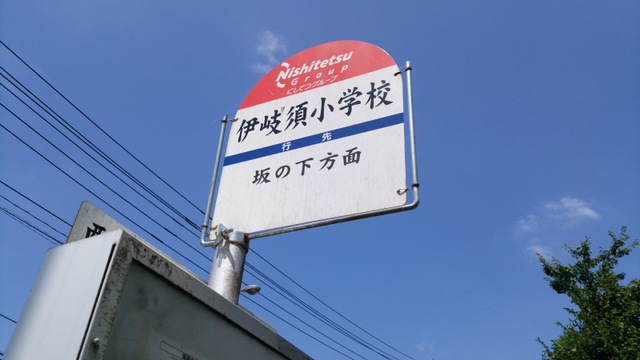 Nishitetsu
Group
にしてつグループ
伊岐須小学校
行先
坂の下方面
西